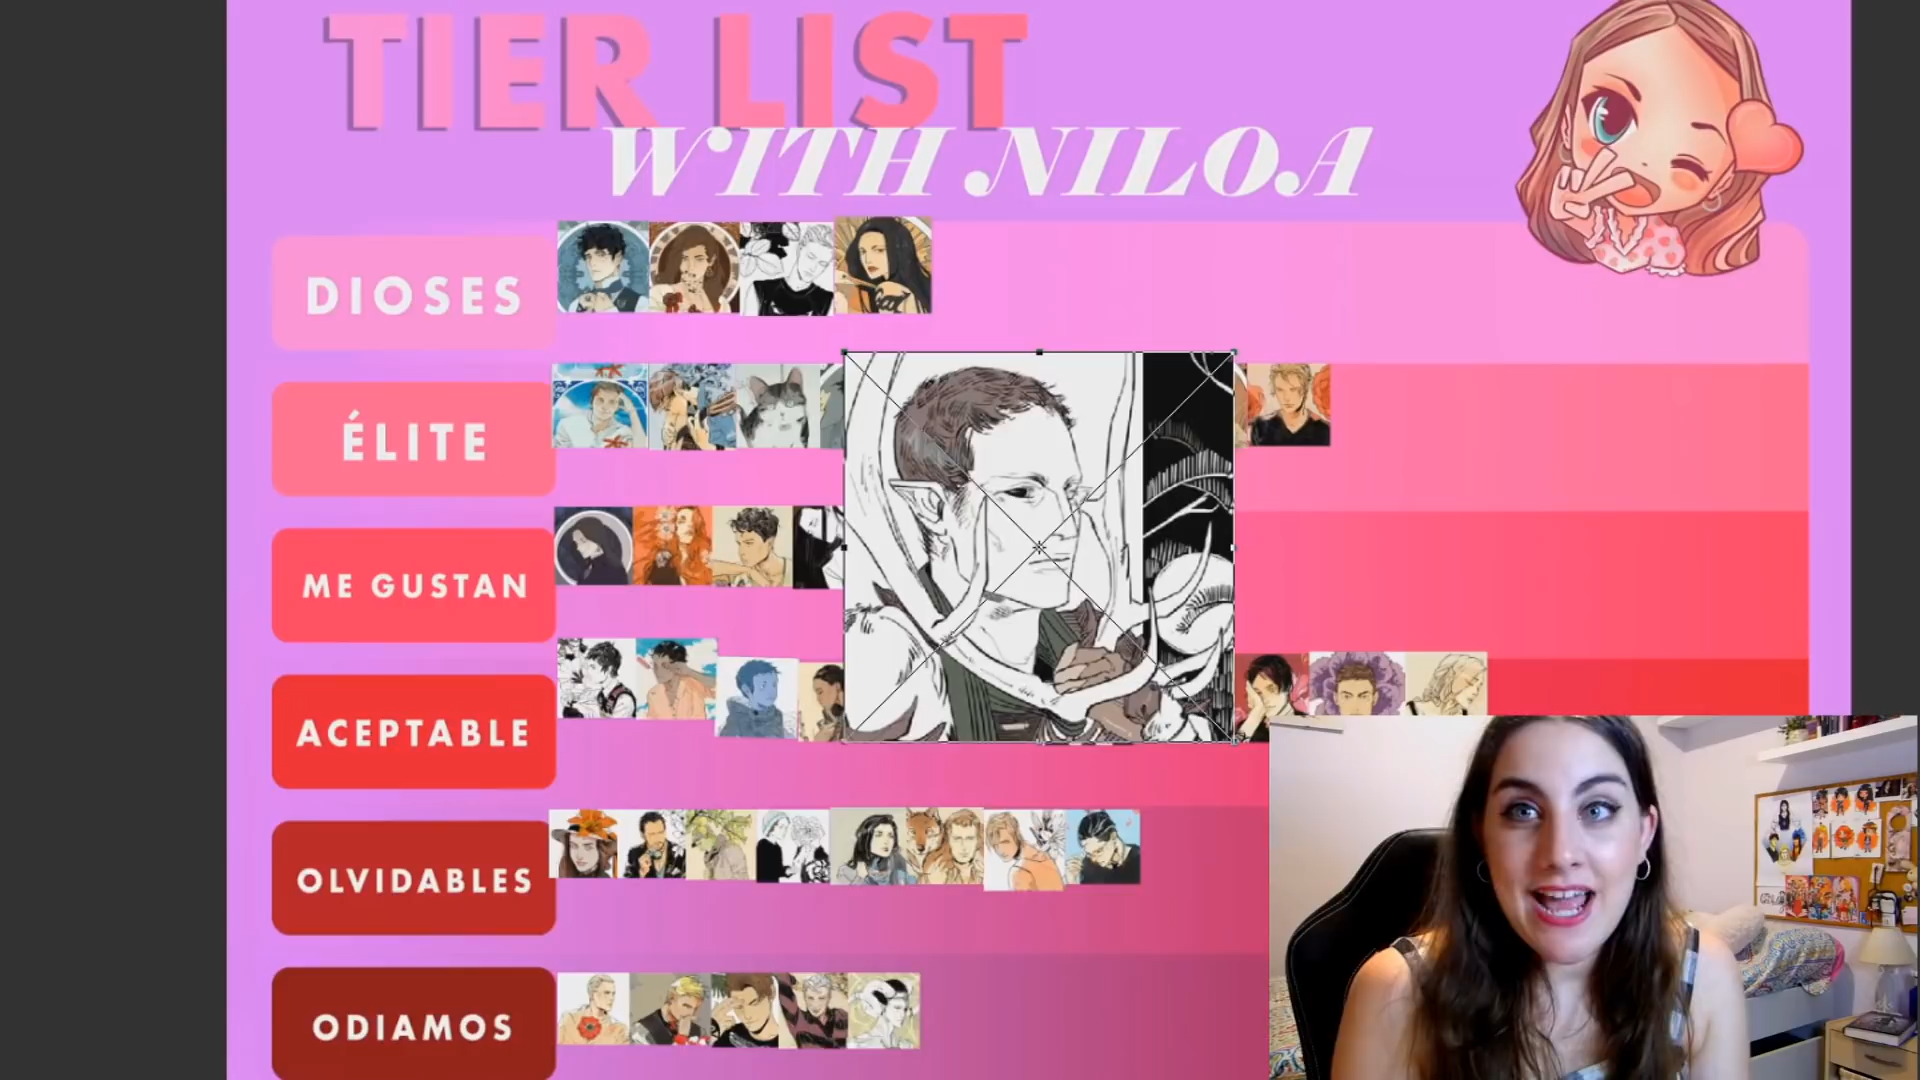 TIER LIST
WITH NILOA
DIOSES
ÉLITE
ME GUSTAN
ACEPTABLE
OLVIDABLES
ODIAMOS